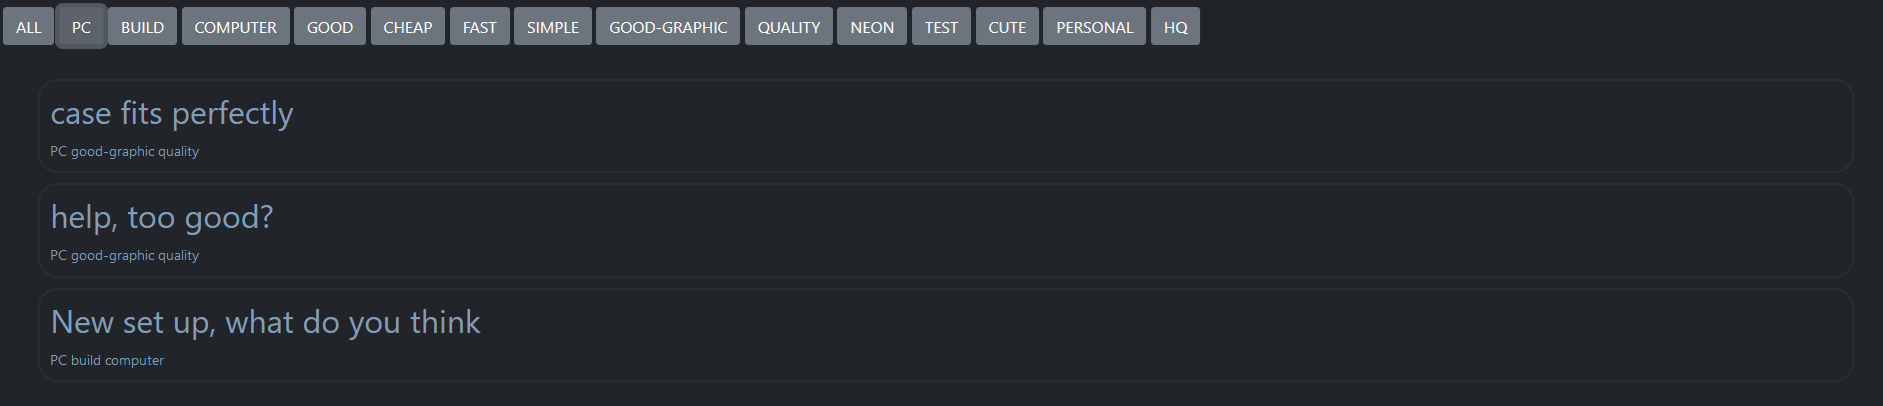 ALL PC BUILD COMPUTER GOOD CHEAP FAST SIMPLE GOOD-GRAPHIC QUALITY NEON TEST CUTE PERSONAL HQ
case fits perfectly
PC good-graphic quality
help, too good?
PC good-graphic quality
New set up, what do you think
PC build computer